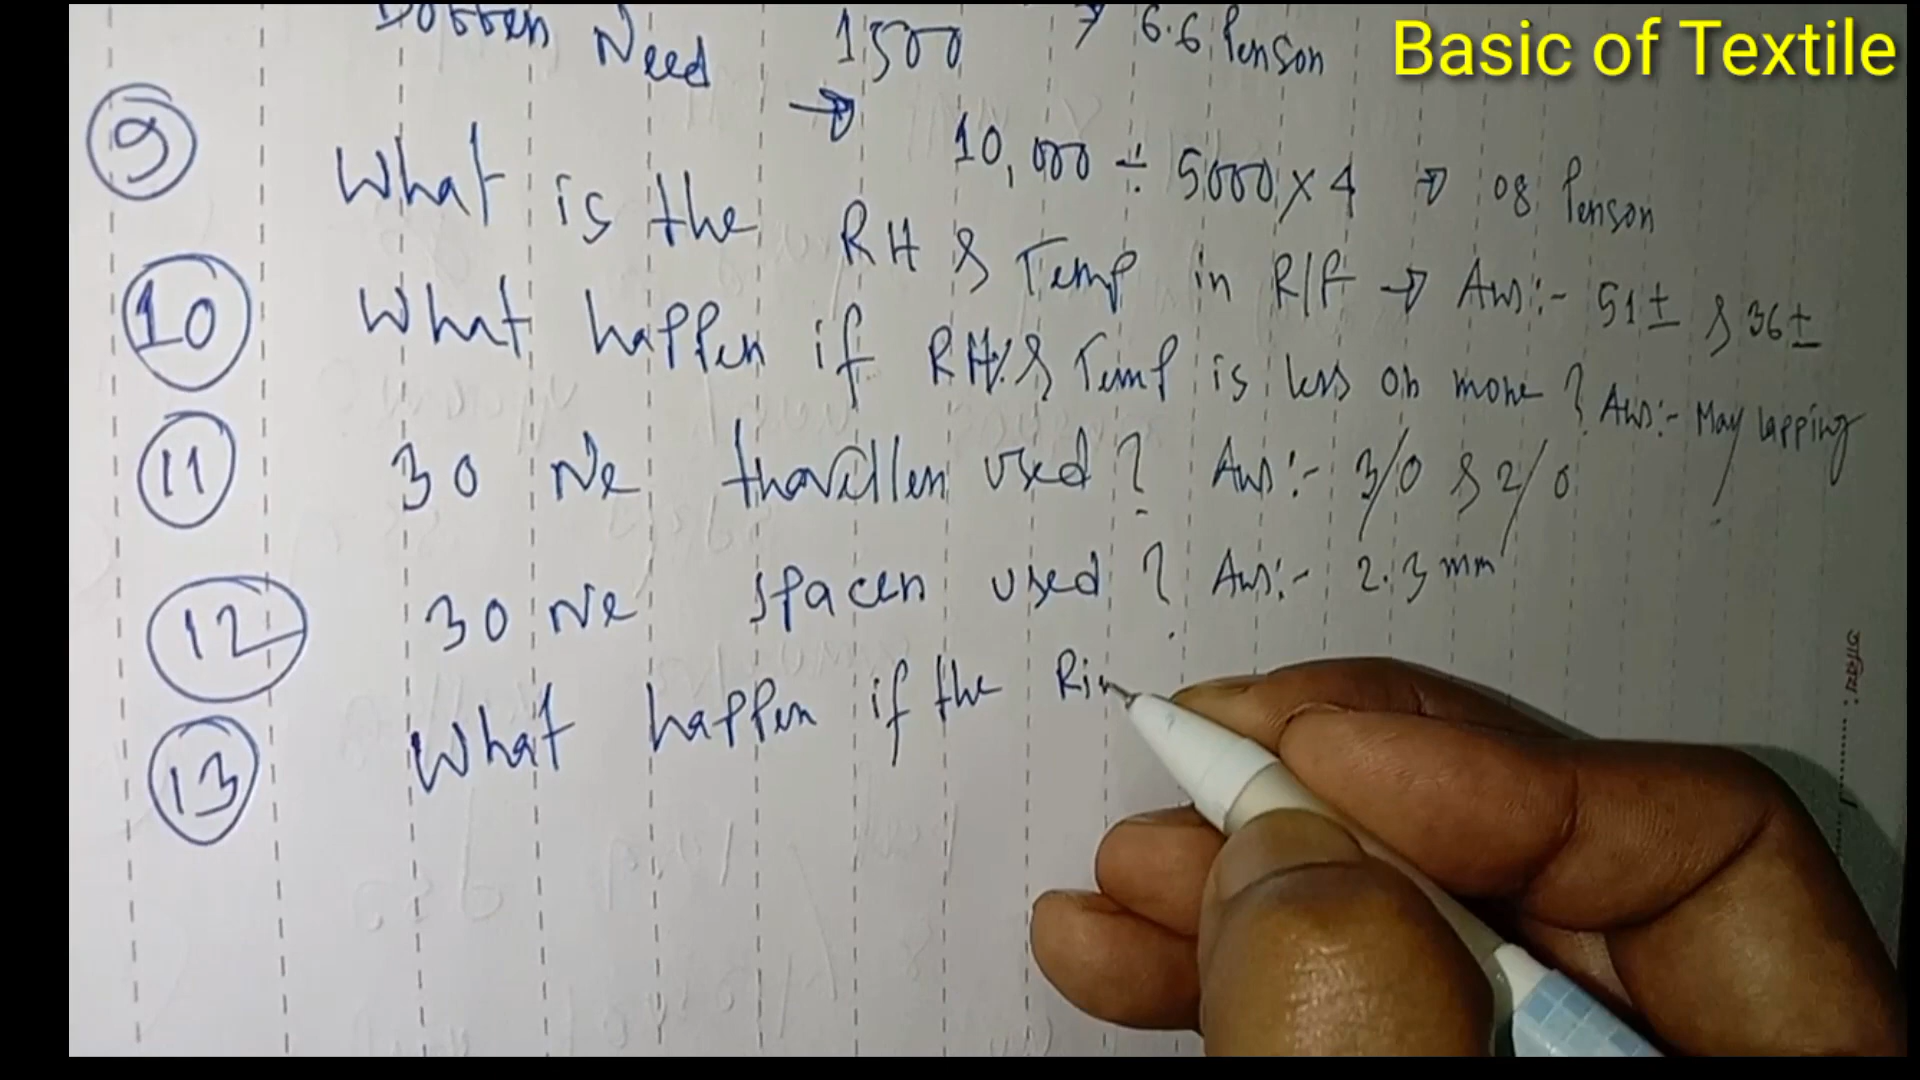 Basic of Textile
Need 1500 → 6.6 Person
→ 10,000 ÷ 5000 x 4 → 08 Person
9 What is the RH & Temp in R/F → Ans:- 51± & 36±
10 What happen if RH% & Temp is less or more? Ans:- May lapping
11 30 Ne traveller used? Ans:- 3/0 & 2/0
12 30 Ne spacer used? Ans:- 2.3 mm
13 What happen if the Rin
তারিখ: